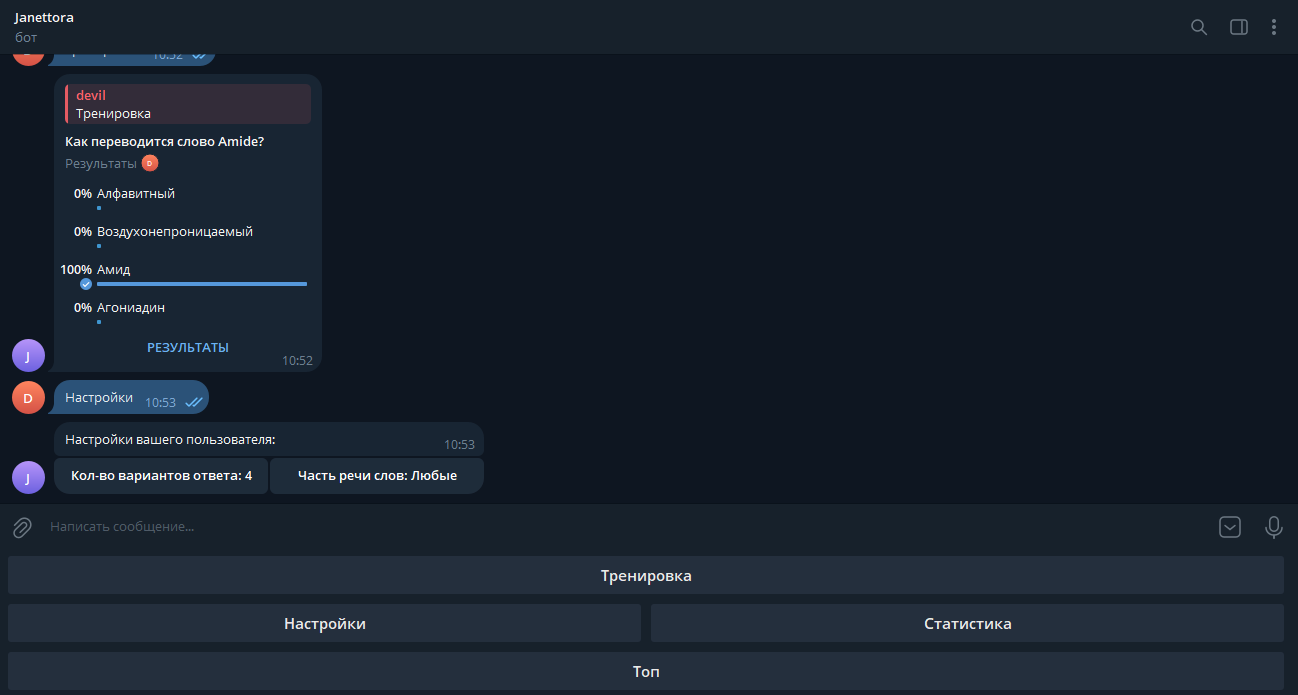 Janettora
бот
10:52
devil
Тренировка
Как переводится слово Amide?
Результаты D
0% Алфавитный
0% Воздухонепроницаемый
100% Амид
0% Агониадин
РЕЗУЛЬТАТЫ
10:52
J
D
Настройки 10:53
Настройки вашего пользователя: 10:53
J
Кол-во вариантов ответа: 4
Часть речи слов: Любые
Написать сообщение...
Тренировка
Настройки
Статистика
Топ